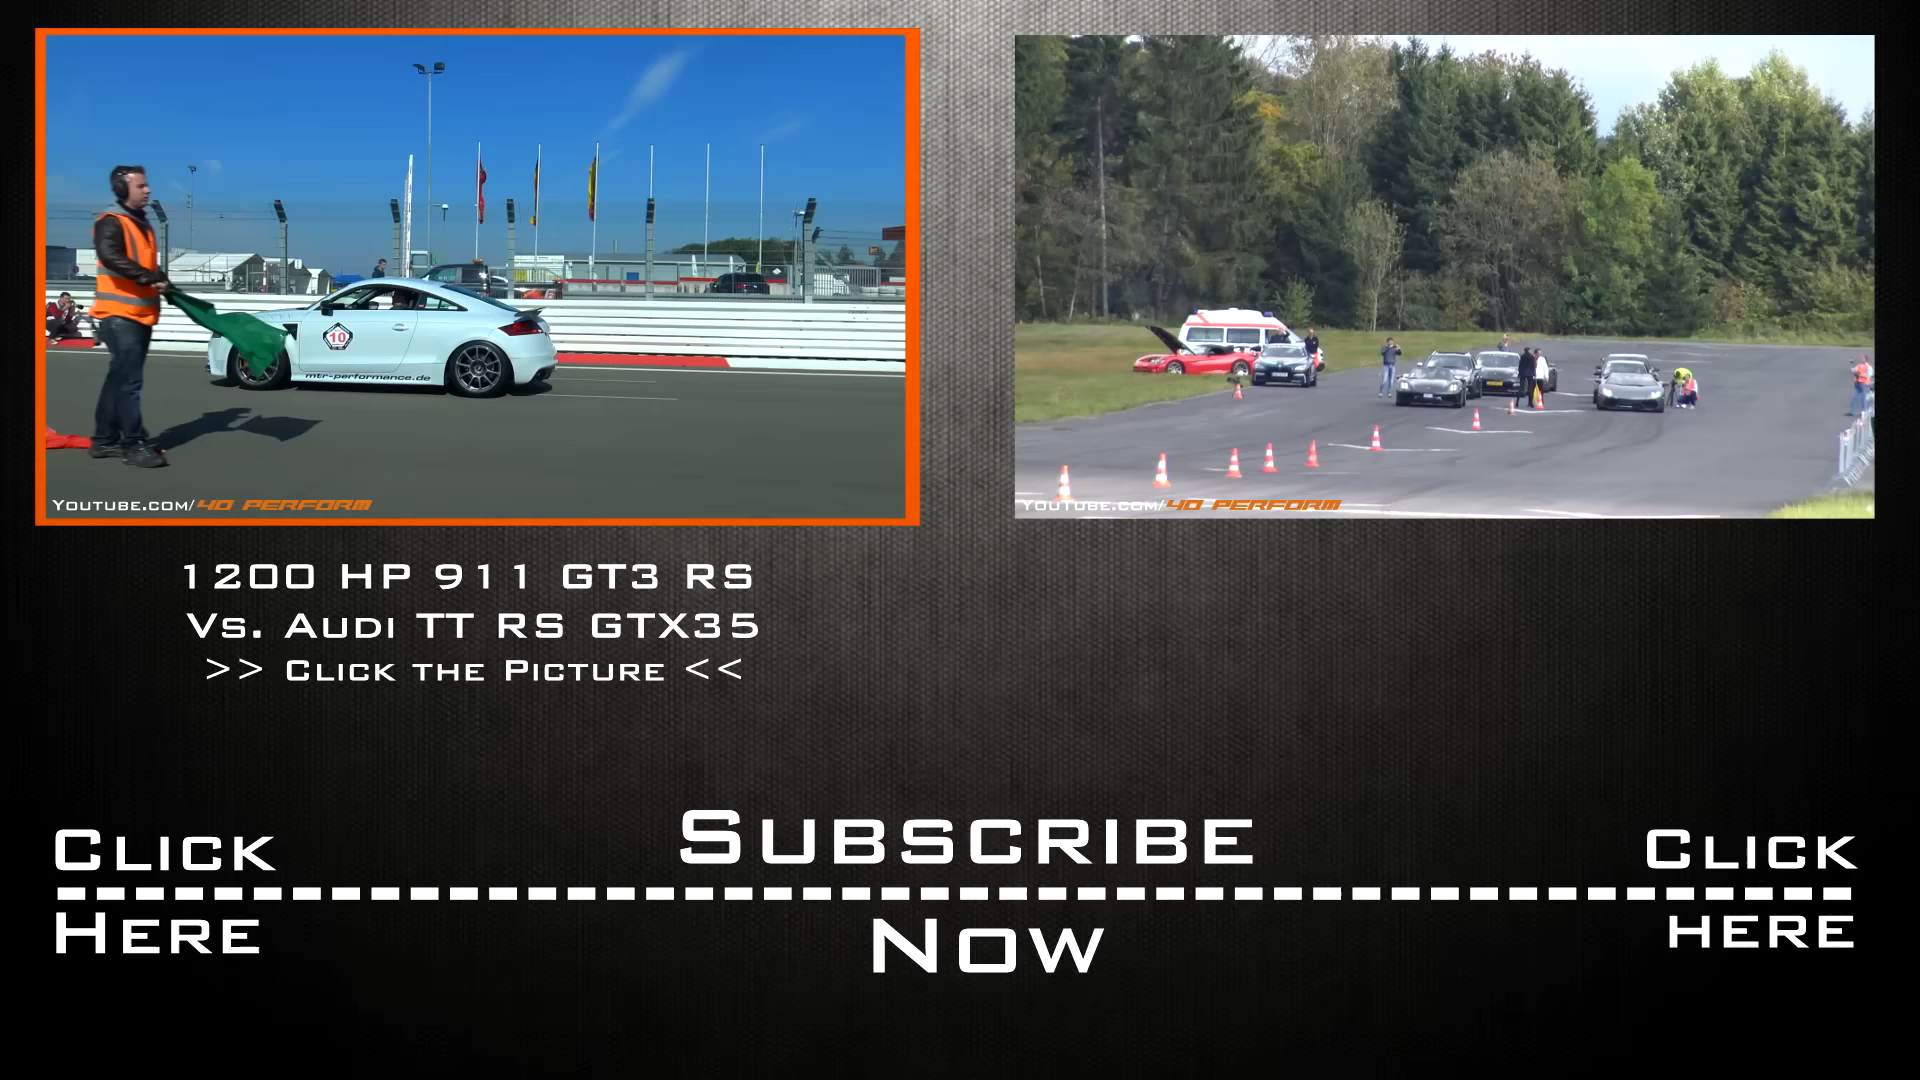 10
mtr-performance.de
Youtube.com/4D Perform
Youtube.com/4D Perform
1200 HP 911 GT3 RS
Vs. Audi TT RS GTX35
>> Click the Picture <<
Click
Here
Subscribe
Now
Click
here